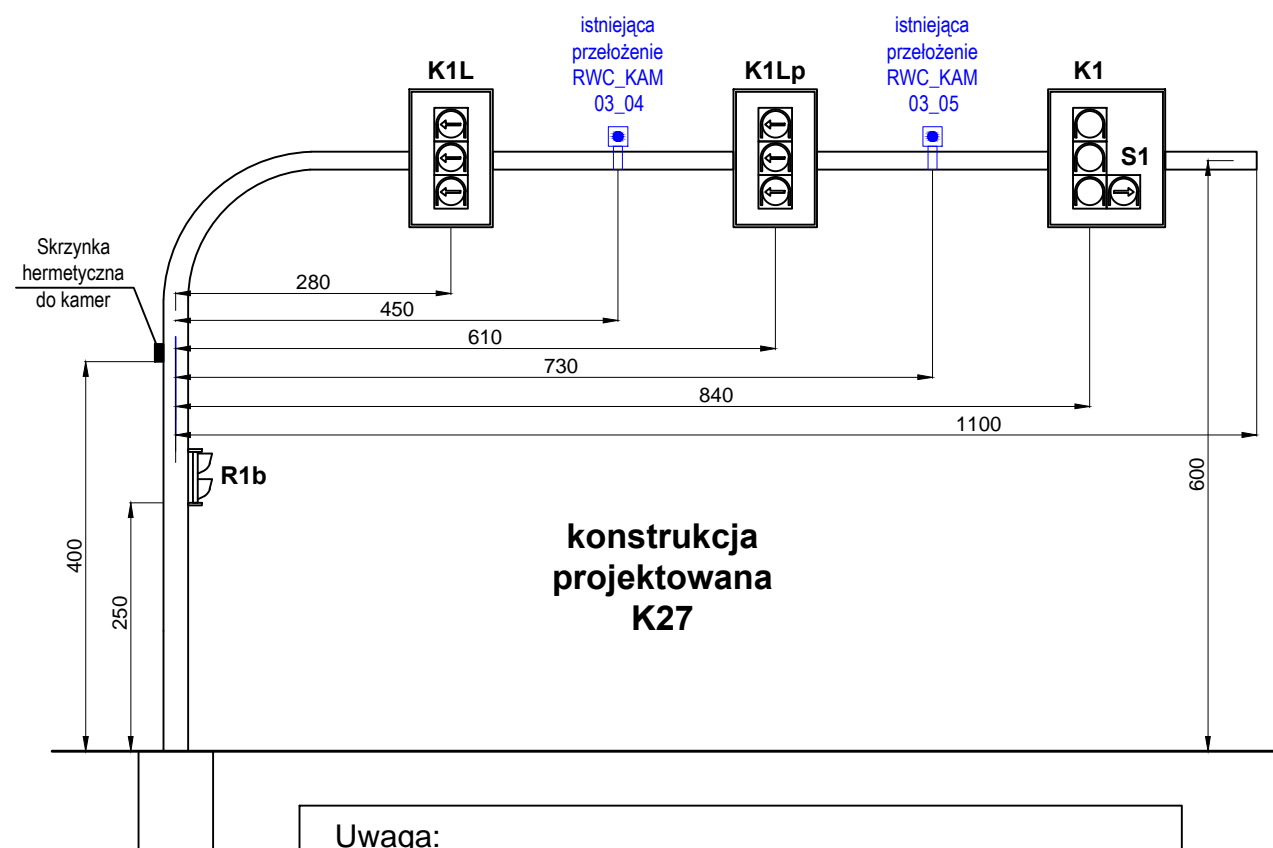 istniejąca
przełożenie
RWC_KAM
03_04
istniejąca
przełożenie
RWC_KAM
03_05
K1L
K1Lp
K1
S1
Skrzynka
hermetyczna
do kamer
280
450
610
730
840
1100
R1b
400
250
600
konstrukcja
projektowana
K27
Uwaga: